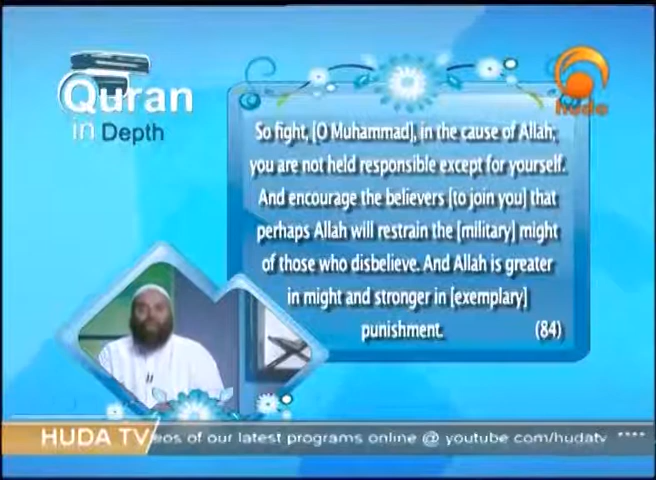 Quran
in Depth
huda
So fight, [O Muhammad], in the cause of Allah;
you are not held responsible except for yourself.
And encourage the believers [to join you] that
perhaps Allah will restrain the [military] might
of those who disbelieve. And Allah is greater
in might and stronger in [exemplary]
punishment. (84)
HUDA TV
eos of our latest programs online @ youtube com/hudatv ****